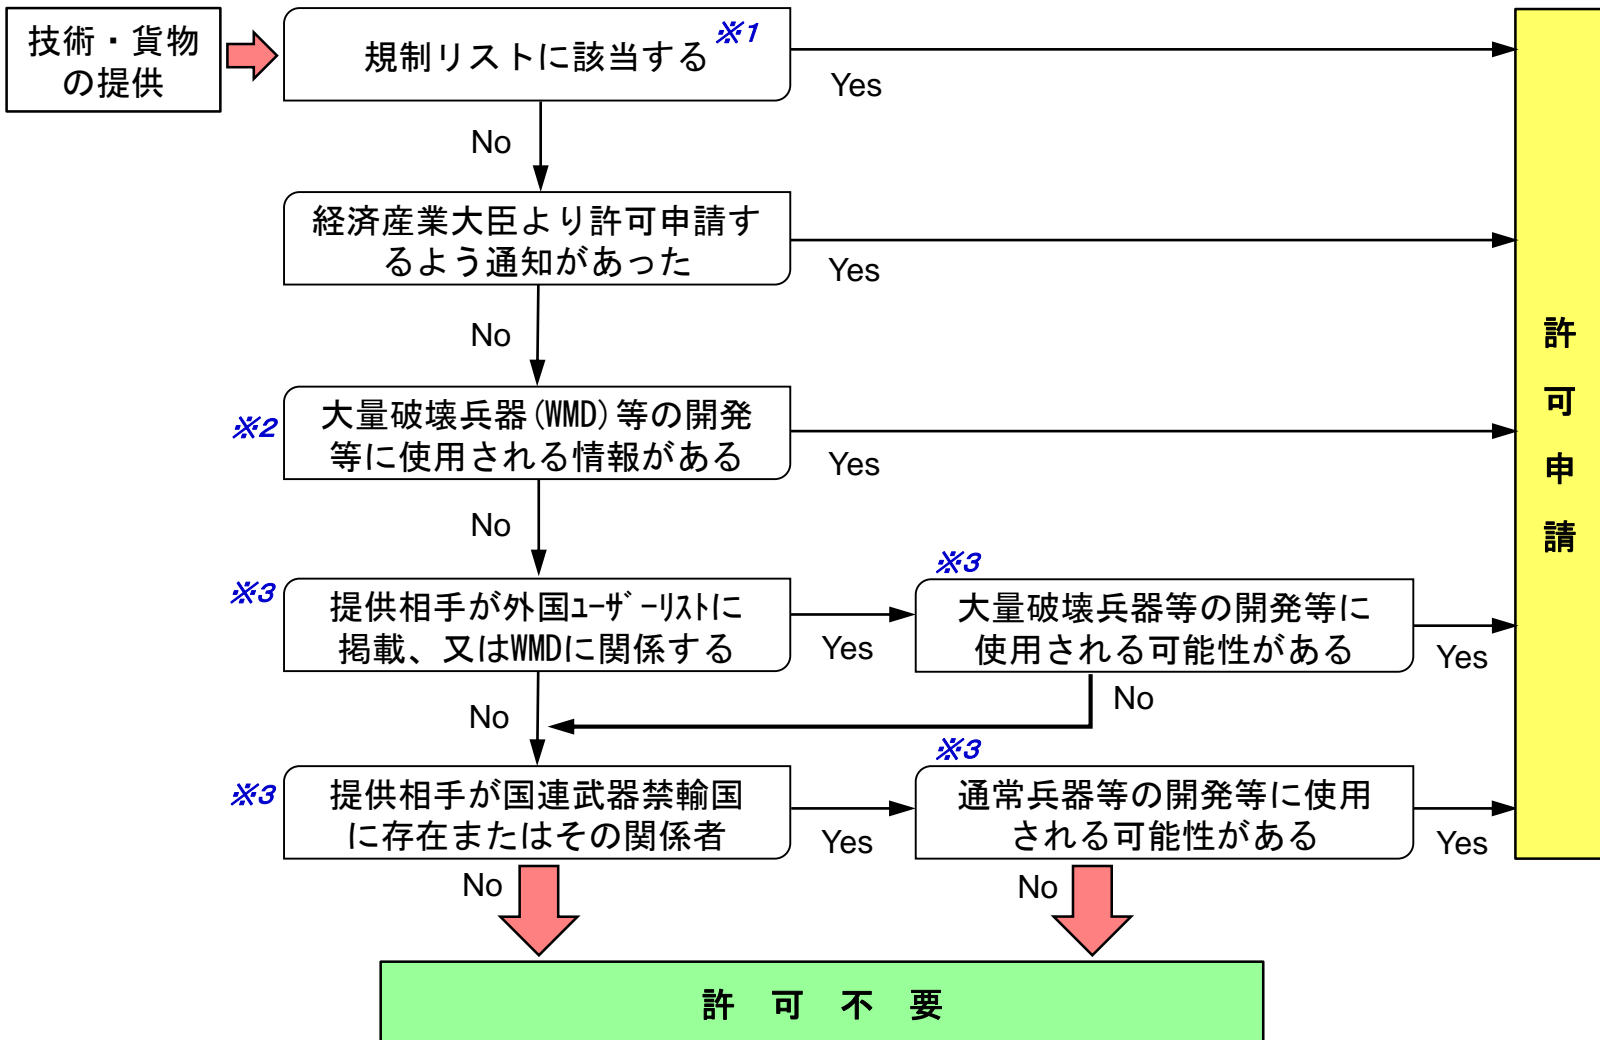 技術・貨物
の提供
規制リストに該当する ※1
Yes
No
経済産業大臣より許可申請す
るよう通知があった
Yes
No
※2
大量破壊兵器(WMD)等の開発
等に使用される情報がある
Yes
No
※3
提供相手が外国ﾕｰｻﾞｰﾘｽﾄに
掲載、又はWMDに関係する
Yes
No
※3
大量破壊兵器等の開発等に
使用される可能性がある
Yes
No
※3
提供相手が国連武器禁輸国
に存在またはその関係者
Yes
No
※3
通常兵器等の開発等に使用
される可能性がある
Yes
No
許可申請
許可不要